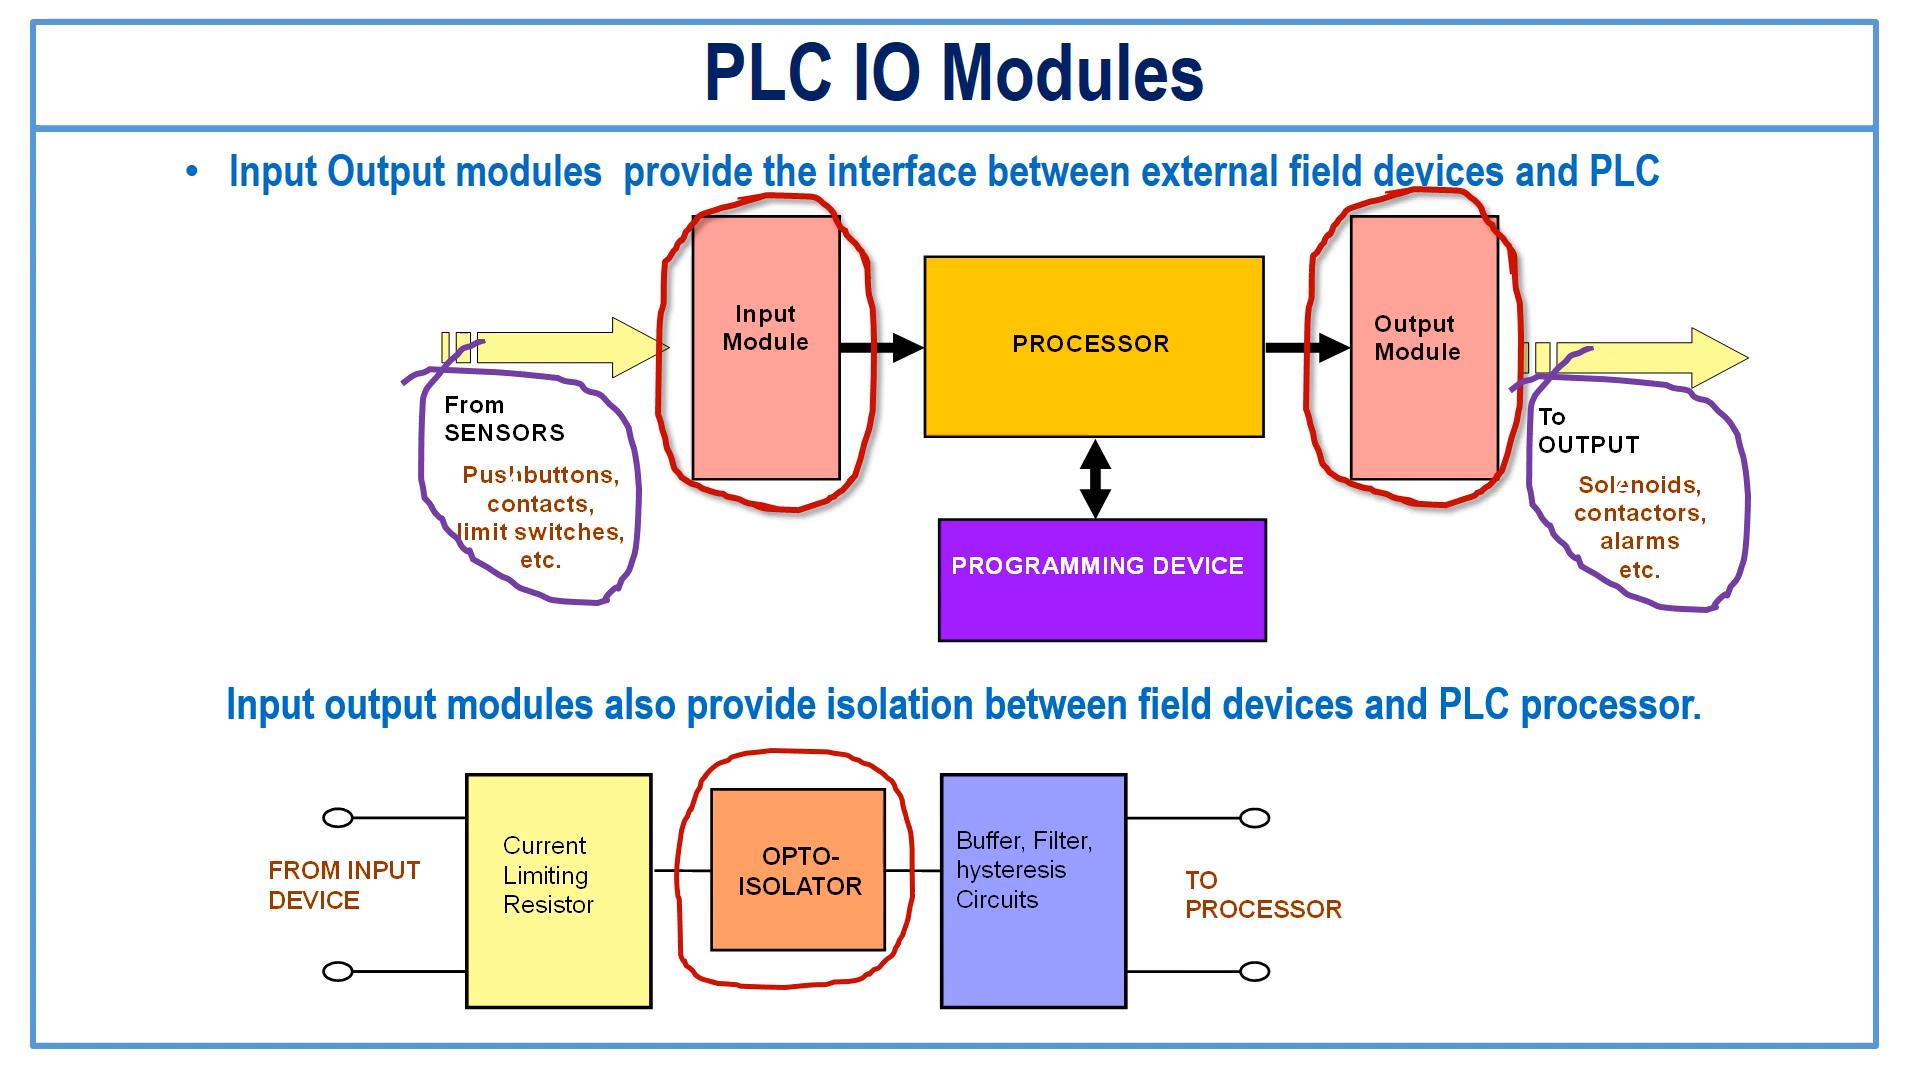 PLC IO Modules
• Input Output modules provide the interface between external field devices and PLC
Input
Module
PROCESSOR
Output
Module
From
SENSORS
Pushbuttons,
contacts,
limit switches,
etc.
To
OUTPUT
Solenoids,
contactors,
alarms
etc.
PROGRAMMING DEVICE
Input output modules also provide isolation between field devices and PLC processor.
FROM INPUT
DEVICE
Current
Limiting
Resistor
OPTO-
ISOLATOR
Buffer, Filter,
hysteresis
Circuits
TO
PROCESSOR